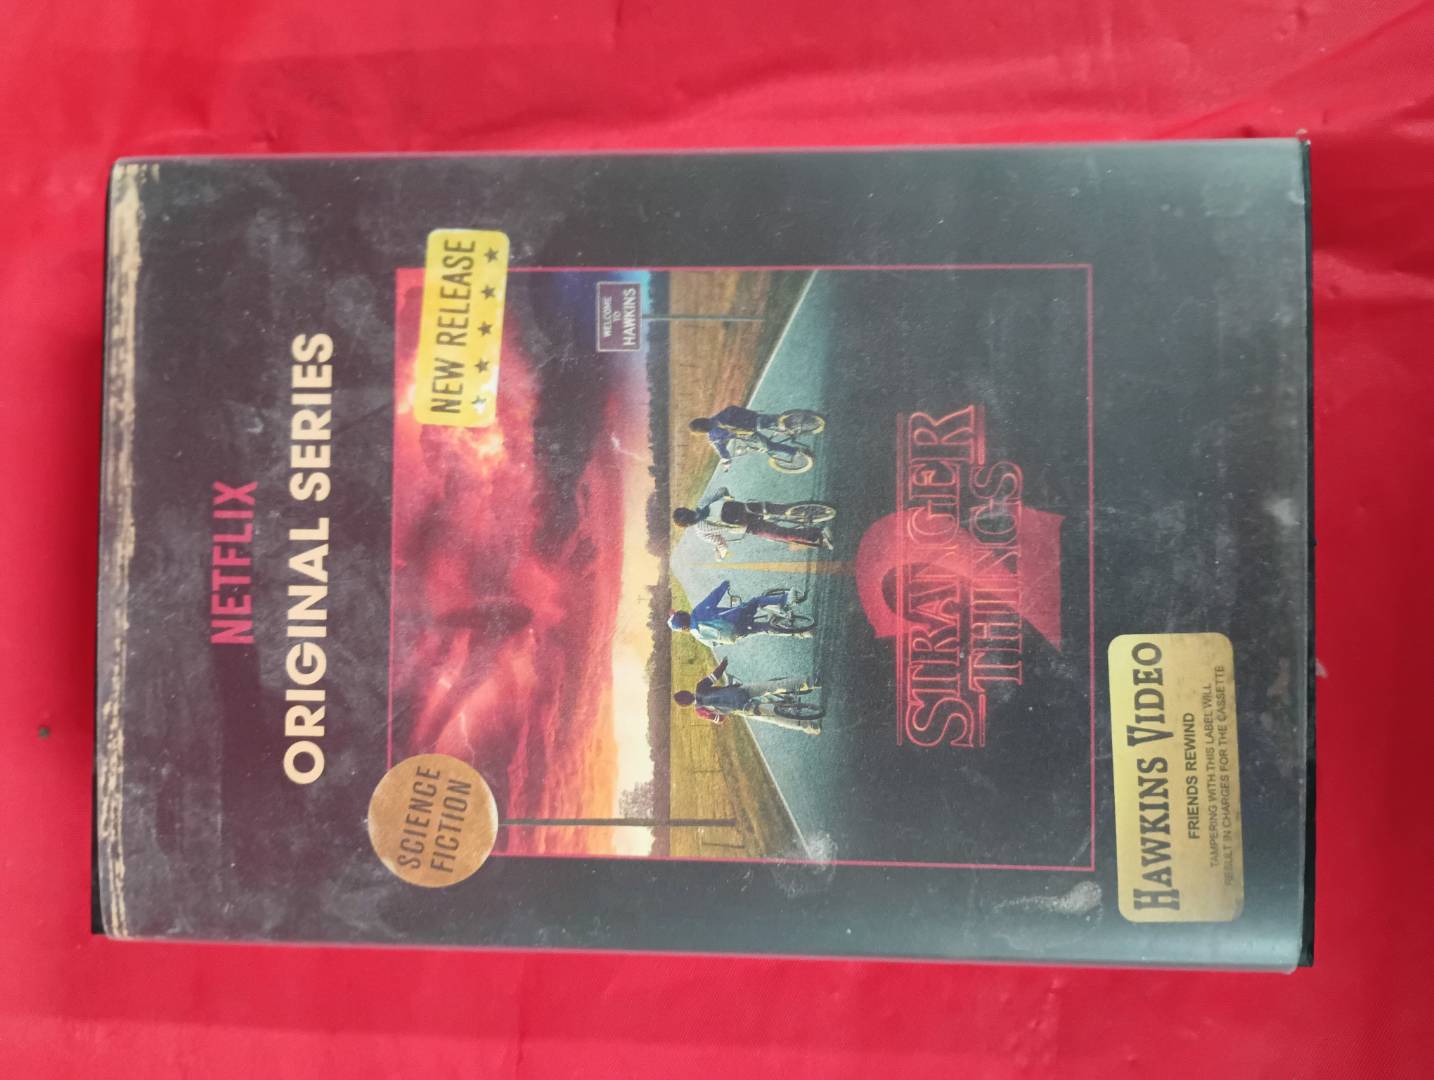 NETFLIX
ORIGINAL SERIES
NEW RELEASE
WELCOME
TO
HAWKINS
SCIENCE
FICTION
2
STRANGER
THINGS
HAWKINS VIDEO
FRIENDS REWIND
TAMPERING WITH THIS LABEL WILL
RESULT IN CHARGES FOR THE CASSETTE